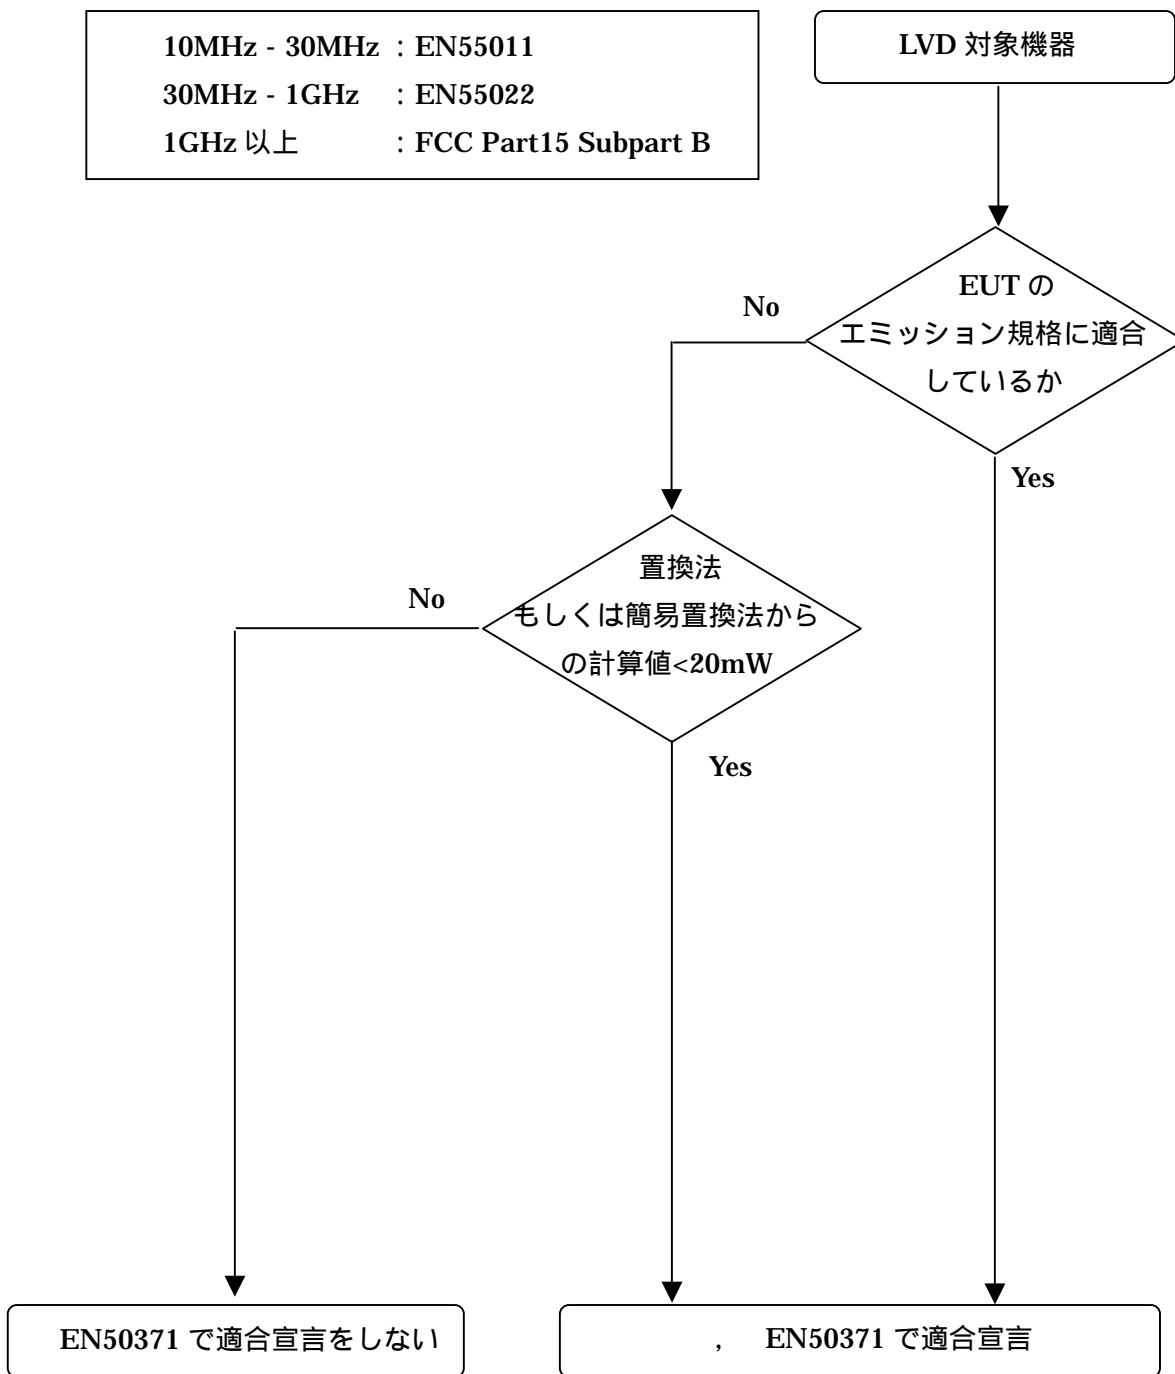 10MHz - 30MHz : EN55011
30MHz - 1GHz : EN55022
1GHz 以上 : FCC Part15 Subpart B
LVD 対象機器
EUT の
エミッション規格に適合
しているか
No
Yes
置換法
もしくは簡易置換法から
の計算値<20mW
No
Yes
EN50371 で適合宣言をしない
, EN50371 で適合宣言